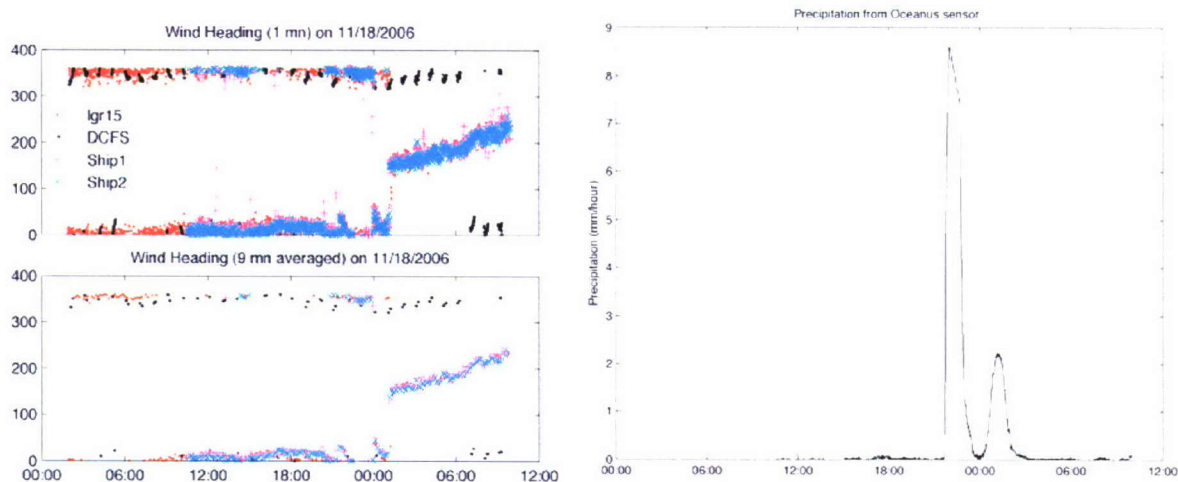 Wind Heading (1 mn) on 11/18/2006
400
300
200
100
0
Igr15
DCFS
Ship1
Ship2
Wind Heading (9 mn averaged) on 11/18/2006
400
300
200
100
0
00:00 06:00 12:00 18:00 00:00 06:00 12:00
Precipitation from Oceanus sensor
Precipitation (mm/hour)
9
8
7
6
5
4
3
2
1
0
00:00 12:00 18:00 00:00 06:00 12:00